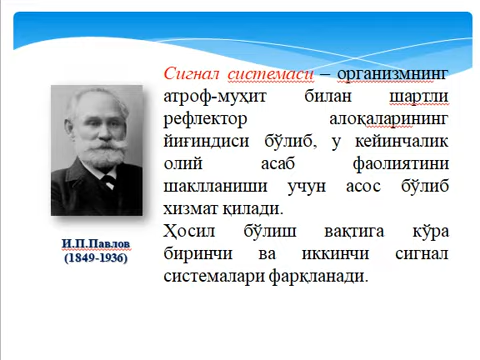 Сигнал системаси – организмнинг
атроф-муҳит билан шартли
рефлектор алоқаларининг
йиғиндиси бўлиб, у кейинчалик
олий асаб фаолиятини
шаклланиши учун асос бўлиб
хизмат қилади.
Ҳосил бўлиш вақтига кўра
биринчи ва иккинчи сигнал
системалари фарқланади.
И.П.Павлов
(1849-1936)